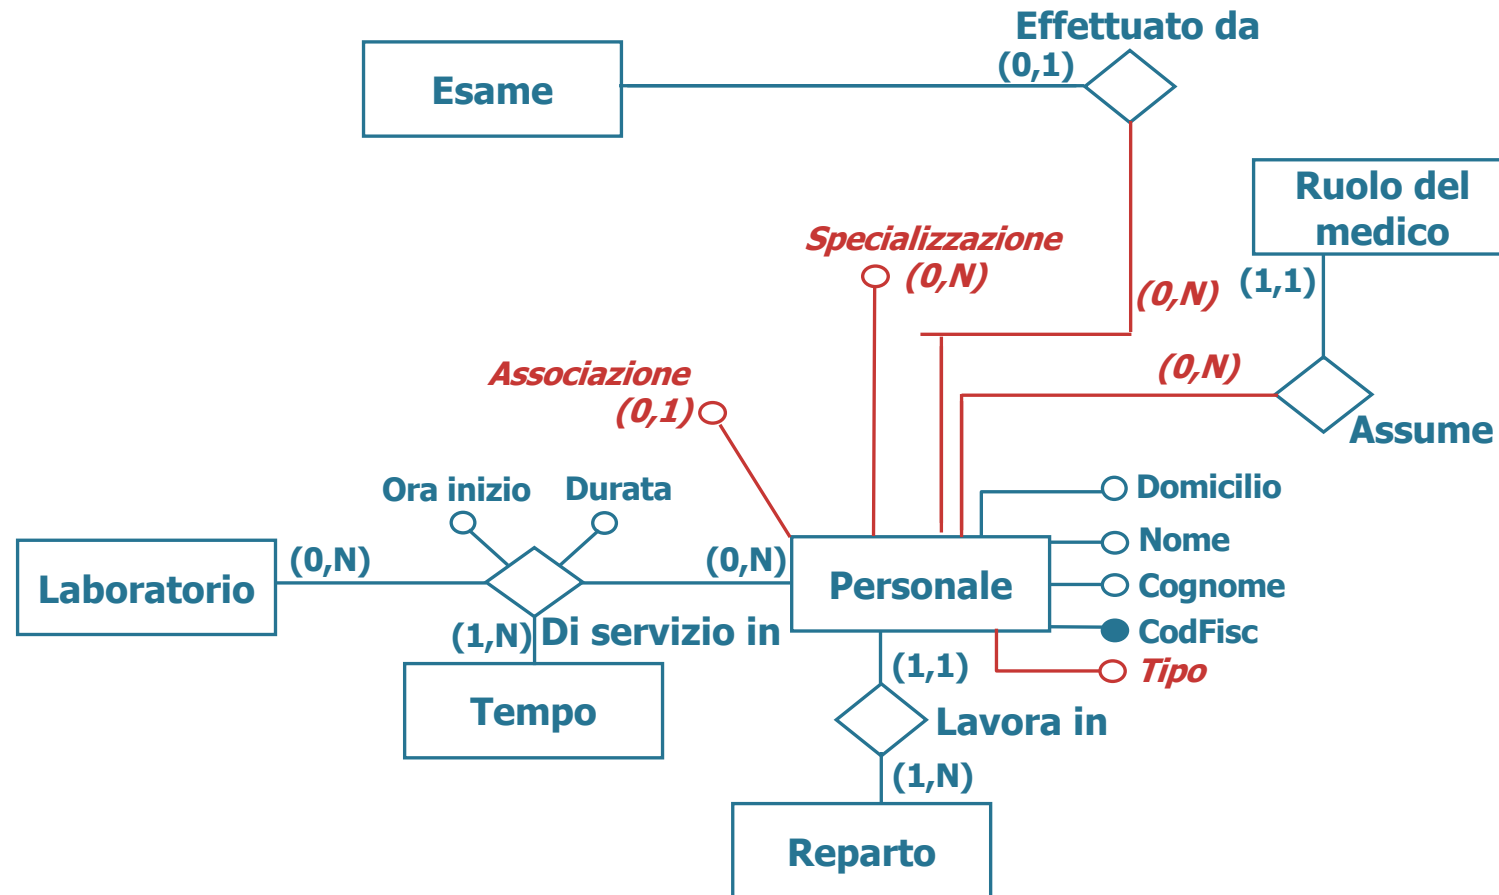 Effettuato da
(0,1)
Esame
Ruolo del
medico
Specializzazione
(0,N)
(0,N)
(1,1)
Associazione
(0,1)
(0,N)
Assume
Ora inizio
Durata
Domicilio
Nome
Cognome
CodFisc
Tipo
(0,N)
(0,N)
Laboratorio
Personale
(1,N)
Di servizio in
(1,1)
Tempo
Lavora in
(1,N)
Reparto